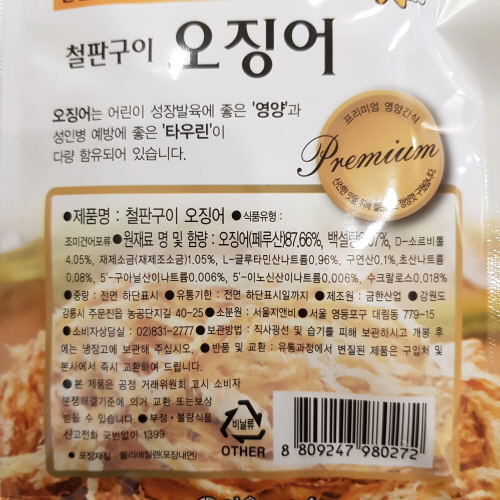 철판구이 오징어
오징어는 어린이 성장발육에 좋은 '영양'과
성인병 예방에 좋은 '타우린'이
다량 함유되어 있습니다.
프리미엄 영양간식
Premium
● 제품명 : 철판구이 오징어 ● 식품유형 :
조미건어포류 ● 원재료 명 및 함량 : 오징어(페루산)87.66%, 백설탕 D-소르비톨
4.05%, 재제소금(재제조소금)1.05%, L-글루타민산나트륨0.96%, 구연산0.1%, 초산나트륨
0.08%, 5'-구아닐산이나트륨0.006%, 5'-이노신산이나트륨0.006%, 수크랄로스0.018%
● 중량 : 전면 하단표시 ● 유통기한 : 전면 하단표시일까지 ● 제조원 : 금한산업 ● 강원도
강릉시 주문진읍 농공단지길 40-25 ● 소분원 : 서울지앤비 ● 서울 영등포구 대림동 779-15
● 소비자상담실 : 02)831-2777 ● 보관방법 : 직사광선 및 습기를 피해 보관하시고 개봉 후
에는 냉장고에 보관해 주십시오. ● 반품 및 교환 : 유통과정에서 변질된 제품은 구입처 및
본사에서 즉시 교환하여 드립니다.
● 본 제품은 공정 거래위원회 고시 소비자
분쟁해결기준에 의거 교환 또는보상
받을 수 있습니다. ● 부정·불량식품
신고전화 국번없이 1399
● 포장재질 : 폴리에틸렌(포장내면)
비닐류
OTHER
8 809247 980272